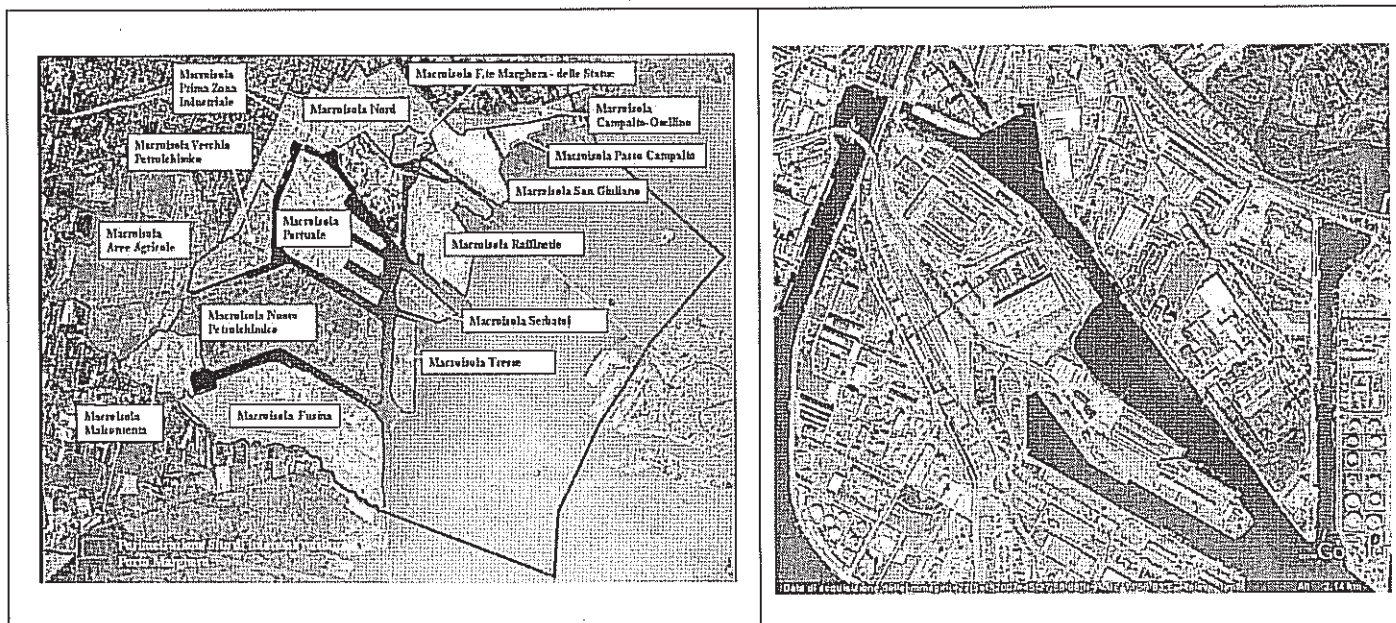 Macroisola
Prima Zona
Industriale
Macroisola F.te Marghera - delle Statue
Macroisola Nord
Macroisola
Campalto-Osellino
Macroisola Vecchio
Petrolchimico
Macroisola Passo Campalto
Macroisola San Giuliano
Macroisola
Portuale
Macroisola
Aree Agricole
Macroisola Raffinerie
Macroisola Nuovo
Petrolchimico
Macroisola Serbatoi
Macroisola Tresse
Macroisola
Malcontenta
Macroisola Fusina
Porto Marghera
Co